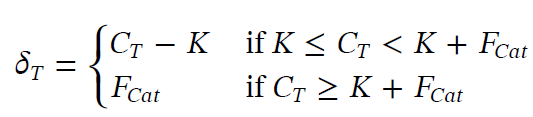 δ_T = { C_T − K if K ≤ C_T < K + F_Cat
F_Cat if C_T ≥ K + F_Cat